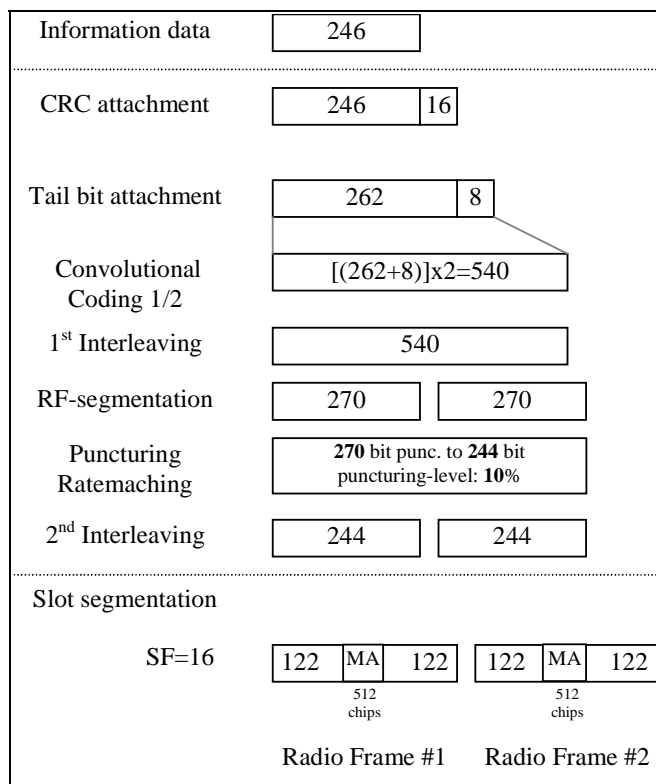 Information data 246
CRC attachment 246 16
Tail bit attachment 262 8
Convolutional [(262+8)]x2=540
Coding 1/2
1st Interleaving 540
RF-segmentation 270 270
Puncturing 270 bit punc. to 244 bit
Ratemaching puncturing-level: 10%
2nd Interleaving 244 244
Slot segmentation
SF=16 122 MA 122 122 MA 122
512 512
chips chips
Radio Frame #1 Radio Frame #2